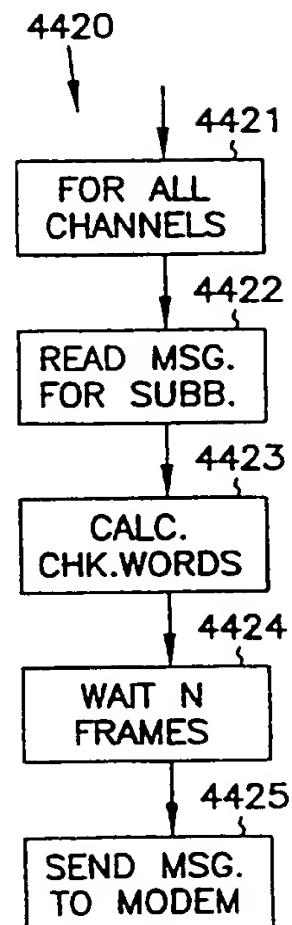 4420
4421
FOR ALL
CHANNELS
4422
READ MSG.
FOR SUBB.
4423
CALC.
CHK.WORDS
4424
WAIT N
FRAMES
4425
SEND MSG.
TO MODEM